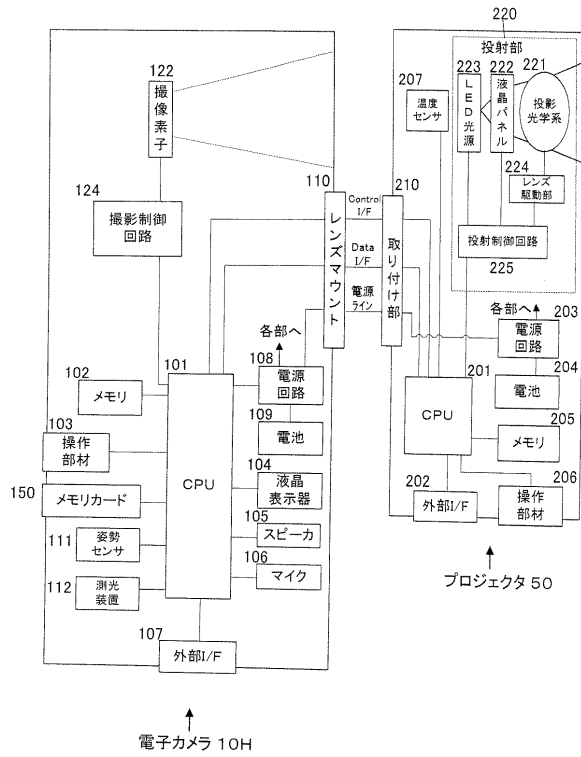 220
投射部
122
撮像素子
207
温度
センサ
223
LED光源
222
液晶パネル
221
投影
光学系
224
レンズ
駆動部
124
撮影制御
回路
110
レンズマウント
Control
I/F
Data
I/F
電源
ライン
210
取り付け部
投射制御回路
225
各部へ
203
電源
回路
204
電池
各部へ
108
電源
回路
109
電池
101
CPU
102
メモリ
103
操作
部材
150
メモリカード
111
姿勢
センサ
112
測光
装置
104
液晶
表示器
105
スピーカ
106
マイク
107
外部I/F
201
CPU
205
メモリ
202
外部I/F
206
操作
部材
プロジェクタ50
電子カメラ10H